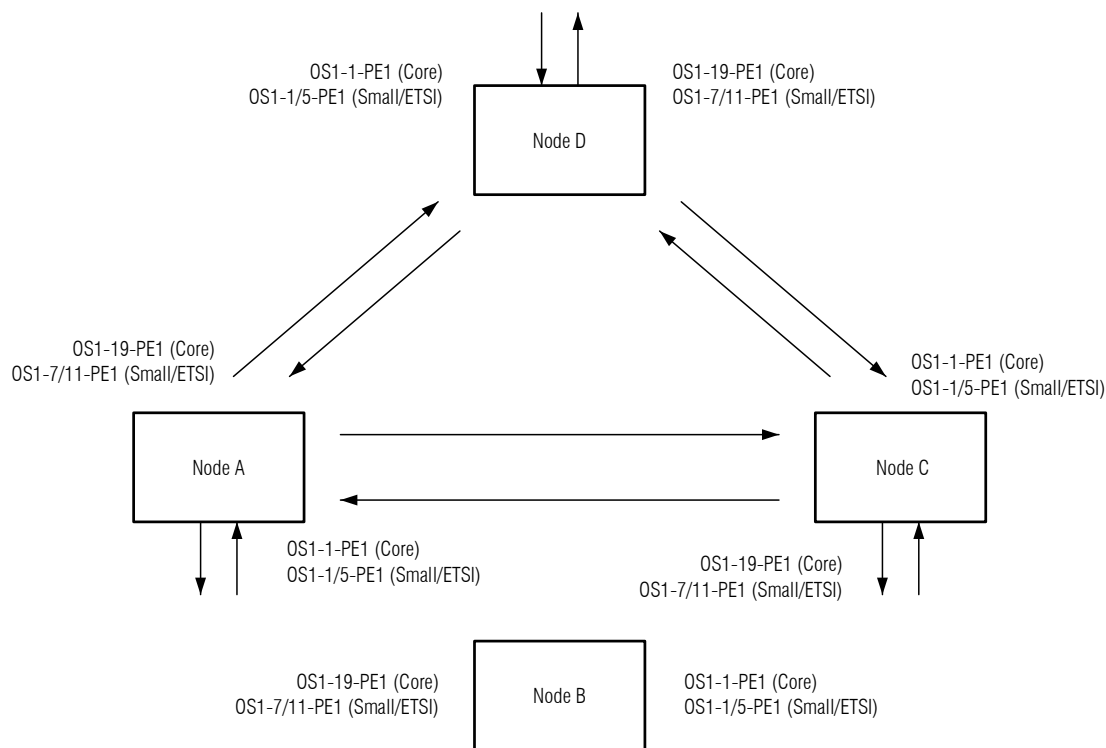 OS1-1-PE1 (Core)
OS1-1/5-PE1 (Small/ETSI)
OS1-19-PE1 (Core)
OS1-7/11-PE1 (Small/ETSI)
Node D
OS1-19-PE1 (Core)
OS1-7/11-PE1 (Small/ETSI)
OS1-1-PE1 (Core)
OS1-1/5-PE1 (Small/ETSI)
Node A
Node C
OS1-1-PE1 (Core)
OS1-1/5-PE1 (Small/ETSI)
OS1-19-PE1 (Core)
OS1-7/11-PE1 (Small/ETSI)
OS1-19-PE1 (Core)
OS1-7/11-PE1 (Small/ETSI)
Node B
OS1-1-PE1 (Core)
OS1-1/5-PE1 (Small/ETSI)